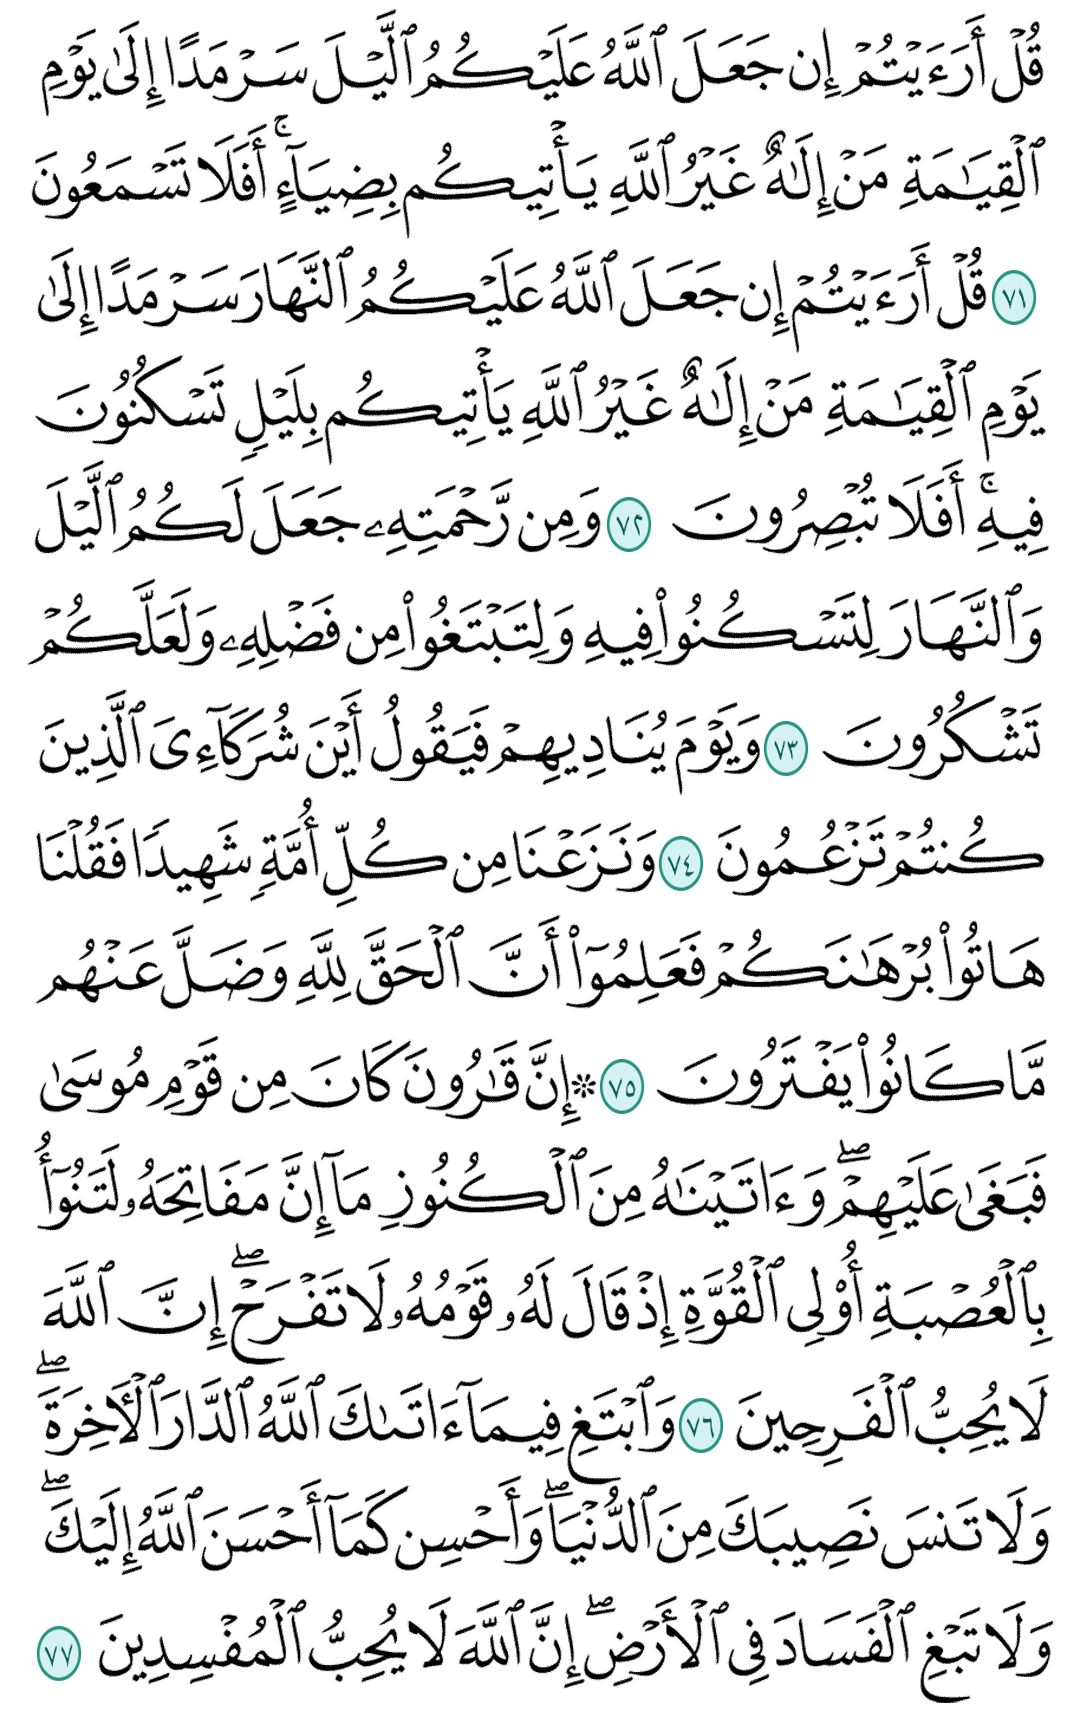 قُلْ أَرَءَيْتُمْ إِن جَعَلَ ٱللَّهُ عَلَيْكُمُ ٱلَّيْلَ سَرْمَدًا إِلَىٰ يَوْمِ
ٱلْقِيَـٰمَةِ مَنْ إِلَـٰهٌ غَيْرُ ٱللَّهِ يَأْتِيكُم بِضِيَآءٍ ۚ أَفَلَا تَسْمَعُونَ
٧١ قُلْ أَرَءَيْتُمْ إِن جَعَلَ ٱللَّهُ عَلَيْكُمُ ٱلنَّهَارَ سَرْمَدًا إِلَىٰ
يَوْمِ ٱلْقِيَـٰمَةِ مَنْ إِلَـٰهٌ غَيْرُ ٱللَّهِ يَأْتِيكُم بِلَيْلٍ تَسْكُنُونَ
فِيهِ ۚ أَفَلَا تُبْصِرُونَ ٧٢ وَمِن رَّحْمَتِهِۦ جَعَلَ لَكُمُ ٱلَّيْلَ
وَٱلنَّهَارَ لِتَسْكُنُوا۟ فِيهِ وَلِتَبْتَغُوا۟ مِن فَضْلِهِۦ وَلَعَلَّكُمْ
تَشْكُرُونَ ٧٣ وَيَوْمَ يُنَادِيهِمْ فَيَقُولُ أَيْنَ شُرَكَآءِىَ ٱلَّذِينَ
كُنتُمْ تَزْعُمُونَ ٧٤ وَنَزَعْنَا مِن كُلِّ أُمَّةٍ شَهِيدًا فَقُلْنَا
هَاتُوا۟ بُرْهَـٰنَكُمْ فَعَلِمُوٓا۟ أَنَّ ٱلْحَقَّ لِلَّهِ وَضَلَّ عَنْهُم
مَّا كَانُوا۟ يَفْتَرُونَ ٧٥ ۞ إِنَّ قَـٰرُونَ كَانَ مِن قَوْمِ مُوسَىٰ
فَبَغَىٰ عَلَيْهِمْ ۖ وَءَاتَيْنَـٰهُ مِنَ ٱلْكُنُوزِ مَآ إِنَّ مَفَاتِحَهُۥ لَتَنُوٓأُ
بِٱلْعُصْبَةِ أُو۟لِى ٱلْقُوَّةِ إِذْ قَالَ لَهُۥ قَوْمُهُۥ لَا تَفْرَحْ ۖ إِنَّ ٱللَّهَ
لَا يُحِبُّ ٱلْفَرِحِينَ ٧٦ وَٱبْتَغِ فِيمَآ ءَاتَىٰكَ ٱللَّهُ ٱلدَّارَ ٱلْـَٔاخِرَةَ ۖ
وَلَا تَنسَ نَصِيبَكَ مِنَ ٱلدُّنْيَا ۖ وَأَحْسِن كَمَآ أَحْسَنَ ٱللَّهُ إِلَيْكَ ۖ
وَلَا تَبْغِ ٱلْفَسَادَ فِى ٱلْأَرْضِ ۖ إِنَّ ٱللَّهَ لَا يُحِبُّ ٱلْمُفْسِدِينَ ٧٧